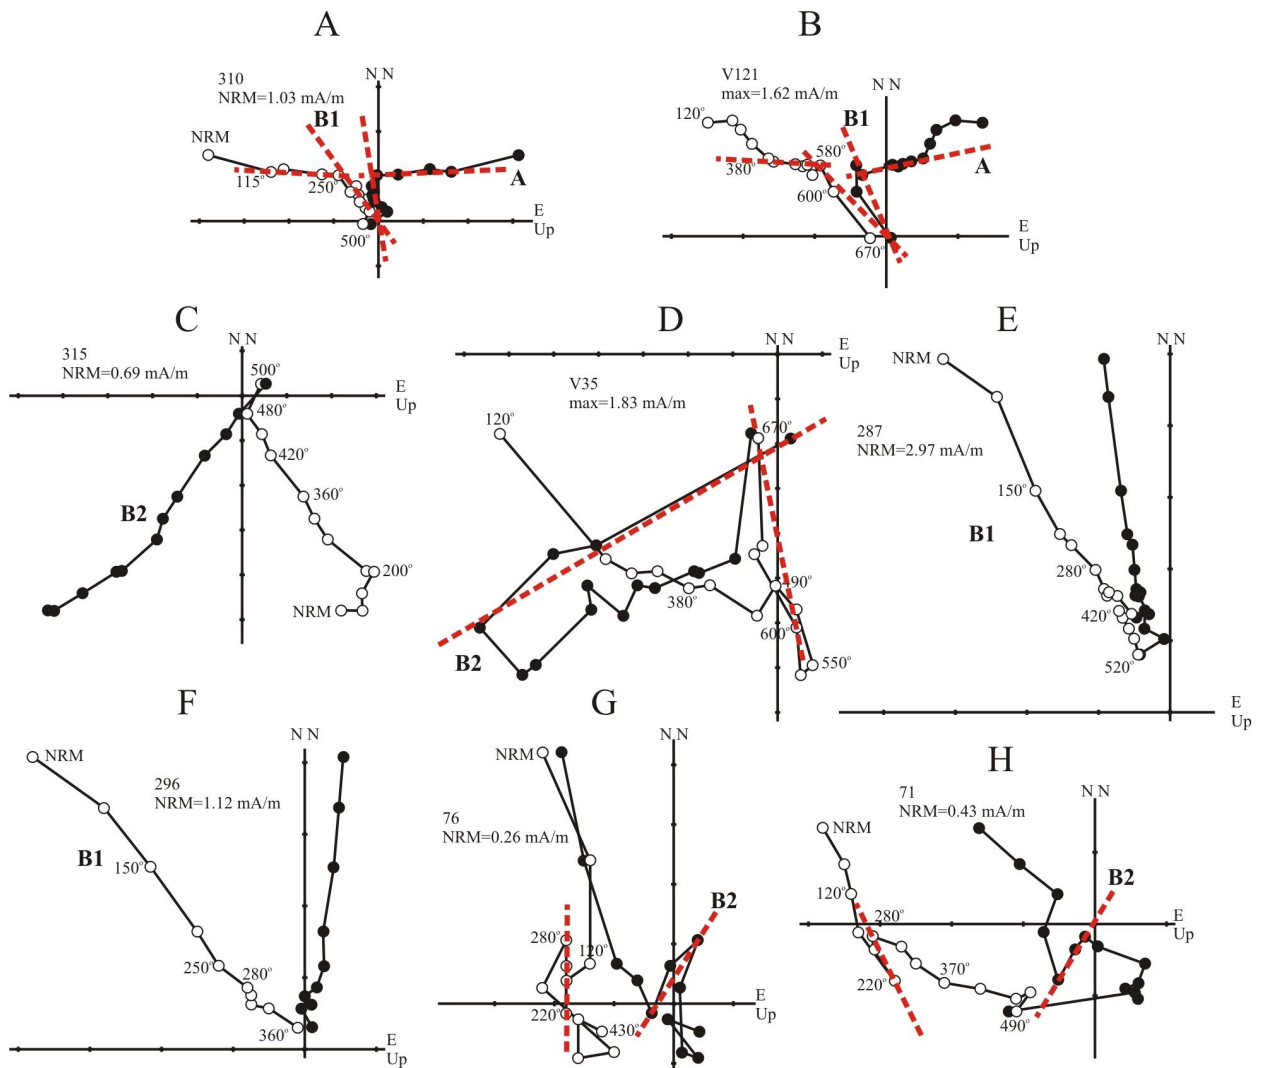 A
310
NRM=1.03 mA/m
N N
B1
NRM
115°
250°
A
E
Up
500°
B
V121
max=1.62 mA/m
N N
120°
B1
580°
380°
A
600°
E
Up
670°
C
315
NRM=0.69 mA/m
N N
500°
E
Up
480°
420°
360°
B2
200°
NRM
D
N N
E
Up
V35
max=1.83 mA/m
120°
670°
490°
380°
600°
550°
B2
E
N N
NRM
287
NRM=2.97 mA/m
150°
B1
280°
420°
520°
E
Up
F
N N
NRM
296
NRM=1.12 mA/m
B1
150°
250°
280°
360°
E
Up
G
N N
NRM
76
NRM=0.26 mA/m
B2
280°
120°
220°
430°
E
Up
H
71
NRM=0.43 mA/m
N N
NRM
120°
B2
280°
E
Up
220°
370°
490°